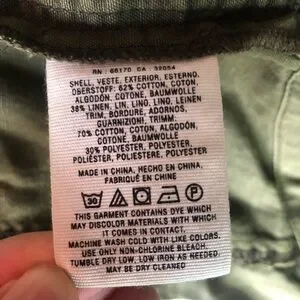 RN : 66170 CA : 32054
SHELL, VESTE, EXTERIOR, ESTERNO,
OBERSTOFF: 62% COTTON, COTON,
ALGODÓN, COTONE, BAUMWOLLE
38% LINEN, LIN, LINO, LINO, LEINEN
TRIM, BORDURE, ADORNOS,
GUARNIZIONI, TRIMM:
70% COTTON, COTON, ALGODÓN,
COTONE, BAUMWOLLE
30% POLYESTER, POLYESTER,
POLIÉSTER, POLIESTERE, POLYESTER
MADE IN CHINA, HECHO EN CHINA,
FABRIQUÉ EN CHINE
30
THIS GARMENT CONTAINS DYE WHICH
MAY DISCOLOR MATERIALS WITH WHICH
IT COMES IN CONTACT.
MACHINE WASH COLD WITH LIKE COLORS.
USE ONLY NON-CHLORINE BLEACH.
TUMBLE DRY LOW, LOW IRON AS NEEDED,
MAY BE DRY CLEANED